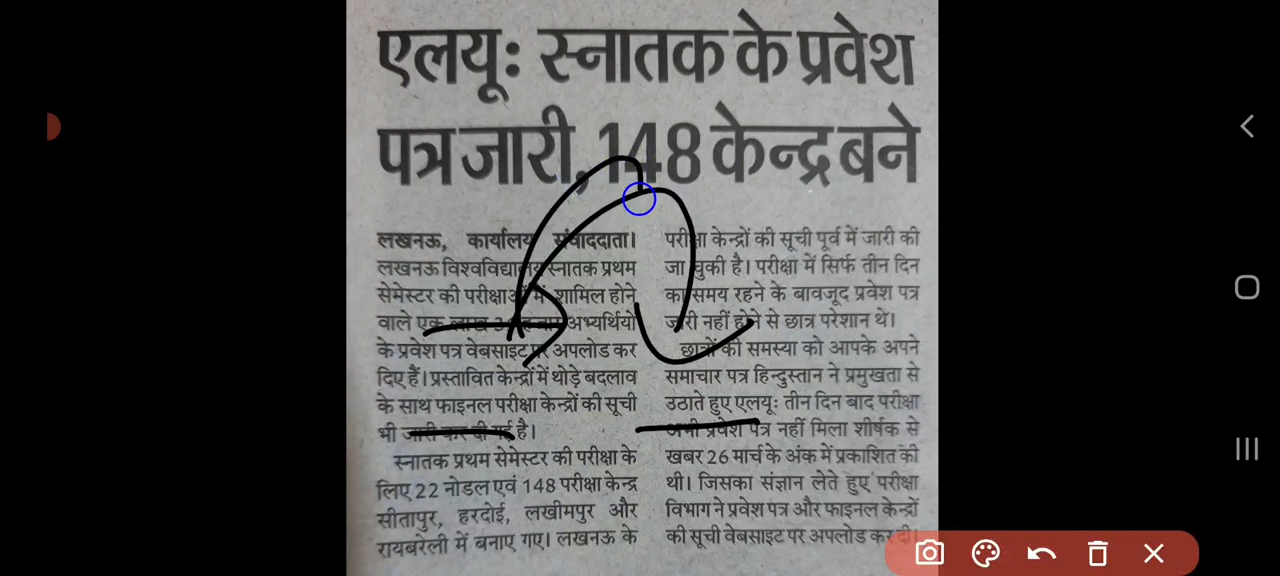 एलयू: स्नातक के प्रवेश
पत्र जारी, 148 केन्द्र बने
लखनऊ, कार्यालय संवाददाता।
लखनऊ विश्वविद्यालय स्नातक प्रथम
सेमेस्टर की परीक्षाओं में शामिल होने
वाले एक लाख अभ्यर्थियों
के प्रवेश पत्र वेबसाइट पर अपलोड कर
दिए हैं। प्रस्तावित केन्द्रों में थोड़े बदलाव
के साथ फाइनल परीक्षा केन्द्रों की सूची
भी जारी कर दी गई है।
स्नातक प्रथम सेमेस्टर की परीक्षा के
लिए 22 नोडल एवं 148 परीक्षा केन्द्र
सीतापुर, हरदोई, लखीमपुर और
रायबरेली में बनाए गए। लखनऊ के
परीक्षा केन्द्रों की सूची पूर्व में जारी की
जा चुकी है। परीक्षा में सिर्फ तीन दिन
का समय रहने के बावजूद प्रवेश पत्र
जारी नहीं होने से छात्र परेशान थे।
छात्रों की समस्या को आपके अपने
समाचार पत्र हिन्दुस्तान ने प्रमुखता से
उठाते हुए एलयू: तीन दिन बाद परीक्षा
अभी प्रवेश पत्र नहीं मिला शीर्षक से
खबर 26 मार्च के अंक में प्रकाशित की
थी। जिसका संज्ञान लेते हुए परीक्षा
विभाग ने प्रवेश पत्र और फाइनल केन्द्रों
की सूची वेबसाइट पर अपलोड कर दी।